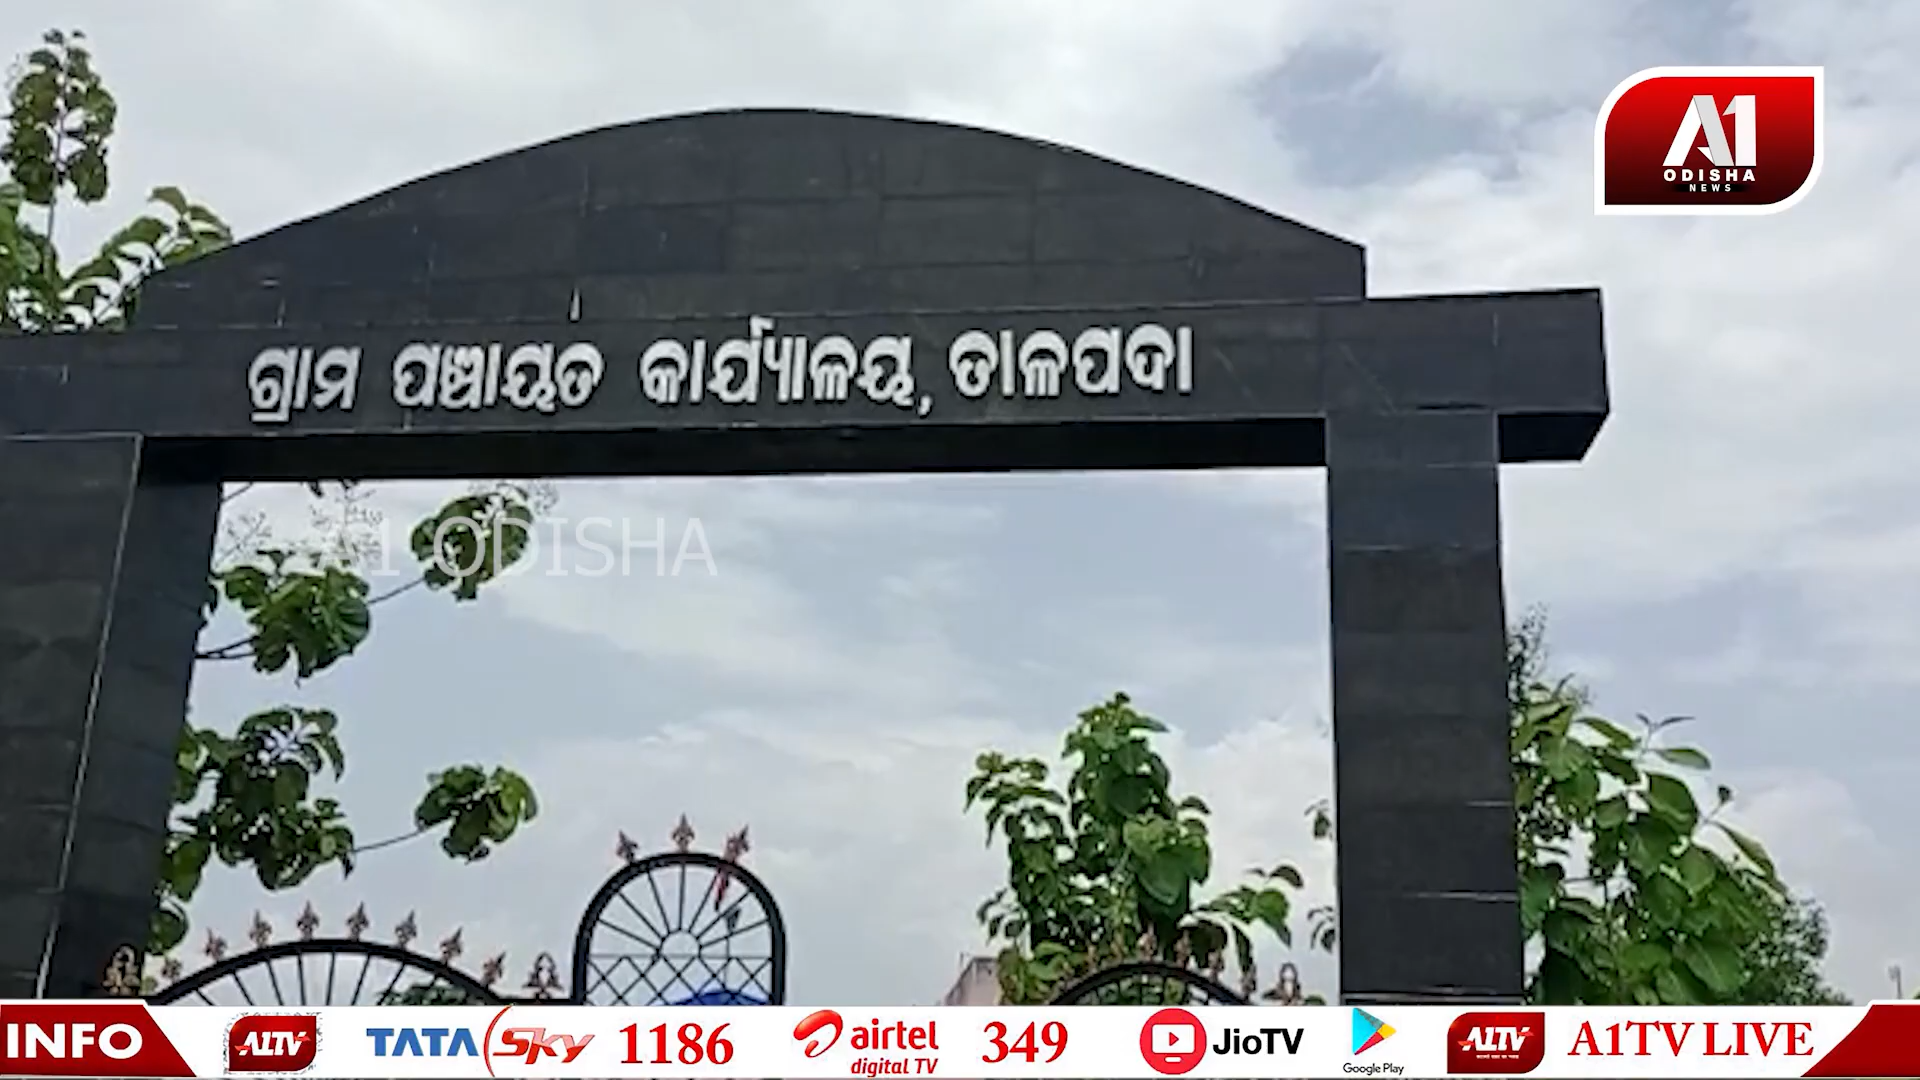 A1
ODISHA
NEWS
ଗ୍ରାମ ପଞ୍ଚାୟତ କାର୍ଯ୍ୟାଳୟ, ତାଳପଦା
A1 ODISHA
INFO A1TV TATA Sky 1186 airtel digital TV 349 JioTV Google Play A1TV A1TV LIVE